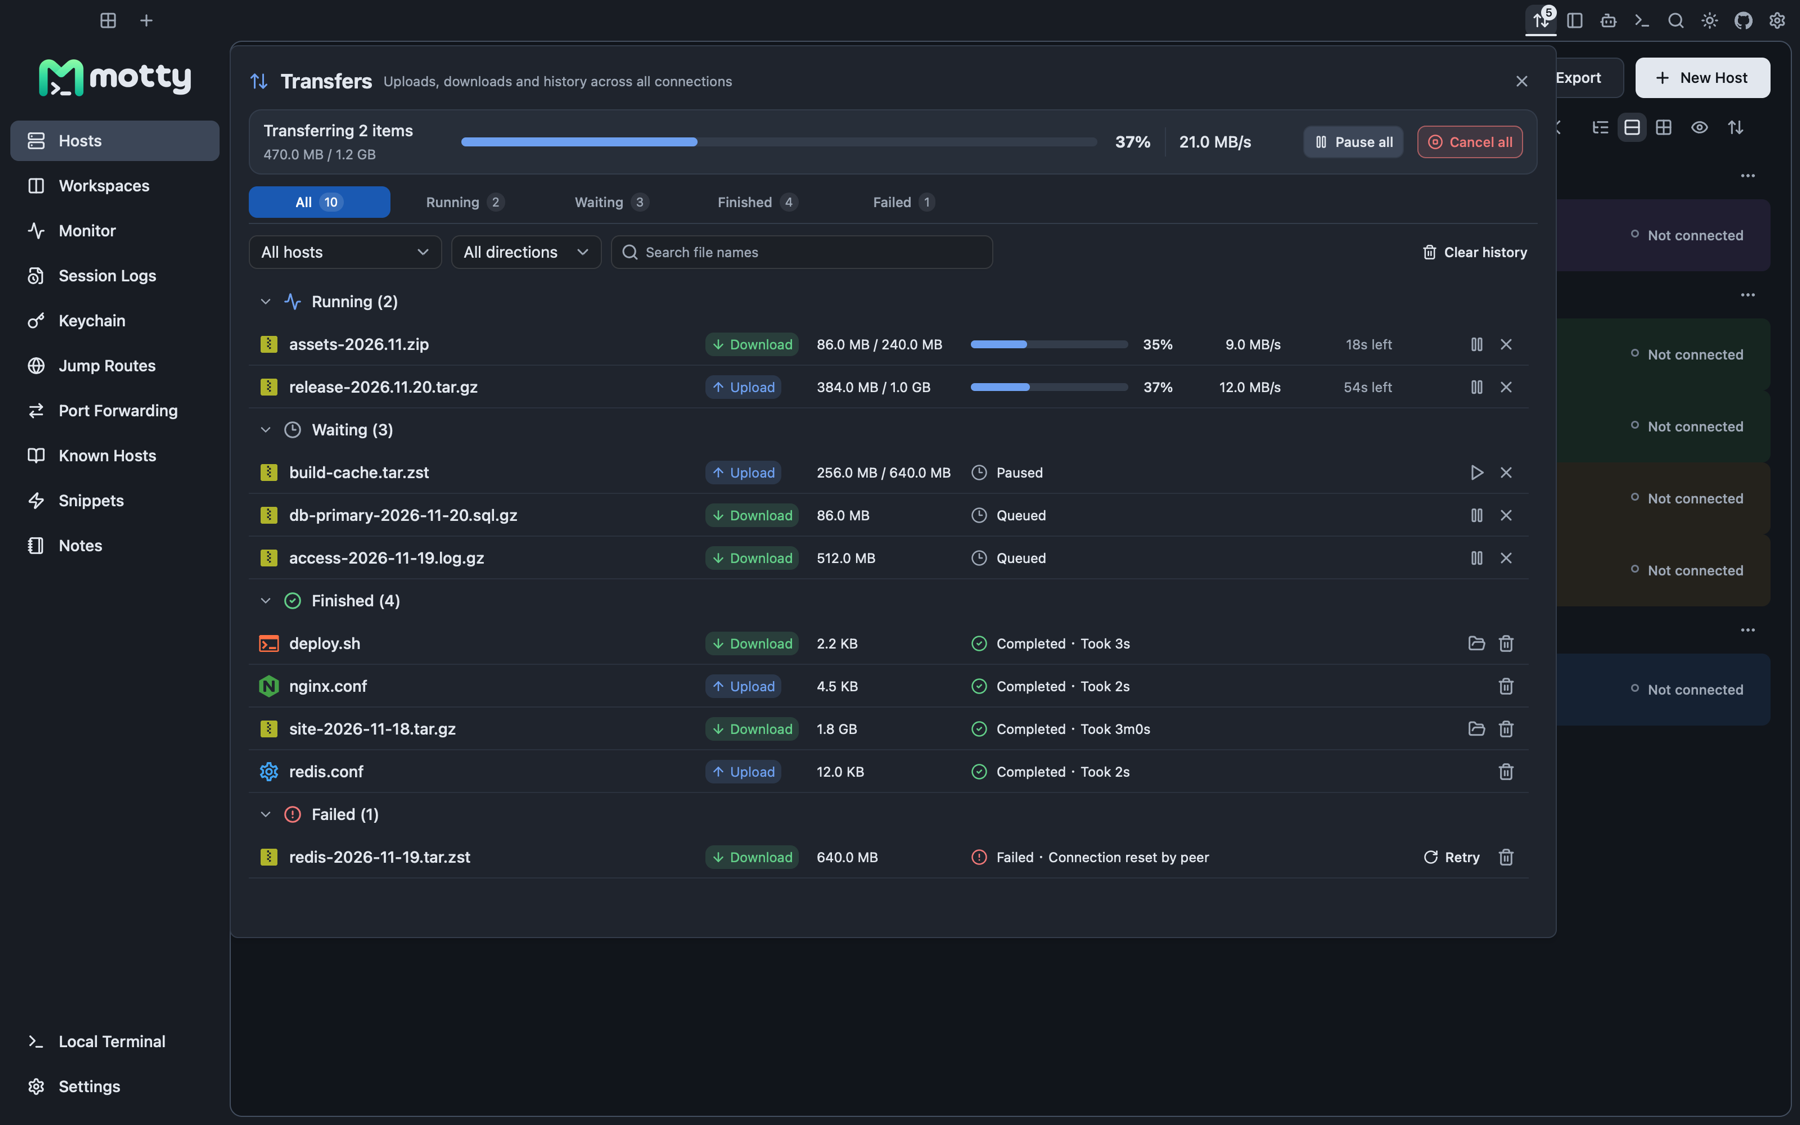 5
motty
Hosts
Workspaces
Monitor
Session Logs
Keychain
Jump Routes
Port Forwarding
Known Hosts
Snippets
Notes
Local Terminal
Settings
Transfers Uploads, downloads and history across all connections
Export
New Host
Transferring 2 items
470.0 MB / 1.2 GB
37% 21.0 MB/s Pause all Cancel all
All 10 Running 2 Waiting 3 Finished 4 Failed 1
All hosts All directions Search file names Clear history
Running (2)
assets-2026.11.zip Download 86.0 MB / 240.0 MB 35% 9.0 MB/s 18s left
release-2026.11.20.tar.gz Upload 384.0 MB / 1.0 GB 37% 12.0 MB/s 54s left
Waiting (3)
build-cache.tar.zst Upload 256.0 MB / 640.0 MB Paused
db-primary-2026-11-20.sql.gz Download 86.0 MB Queued
access-2026-11-19.log.gz Download 512.0 MB Queued
Finished (4)
deploy.sh Download 2.2 KB Completed · Took 3s
nginx.conf Upload 4.5 KB Completed · Took 2s
site-2026-11-18.tar.gz Download 1.8 GB Completed · Took 3m0s
redis.conf Upload 12.0 KB Completed · Took 2s
Failed (1)
redis-2026-11-19.tar.zst Download 640.0 MB Failed · Connection reset by peer Retry
Not connected
Not connected
Not connected
Not connected
Not connected
Not connected